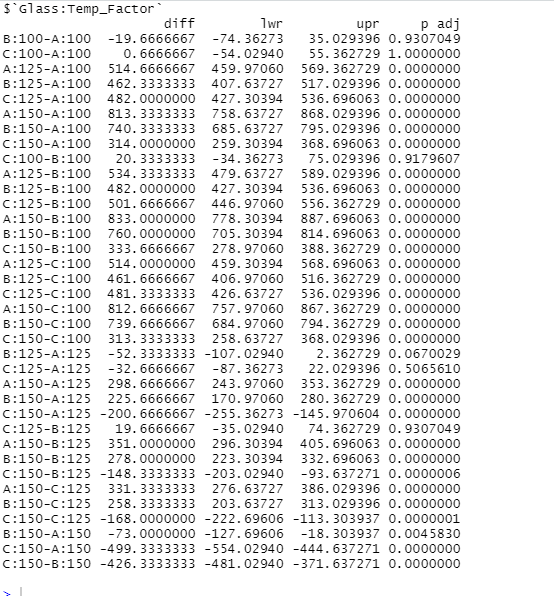 $`Glass:Temp_Factor`
diff lwr upr p adj
B:100-A:100 -19.6666667 -74.36273 35.029396 0.9307049
C:100-A:100 0.6666667 -54.02940 55.362729 1.0000000
A:125-A:100 514.6666667 459.97060 569.362729 0.0000000
B:125-A:100 462.3333333 407.63727 517.029396 0.0000000
C:125-A:100 482.0000000 427.30394 536.696063 0.0000000
A:150-A:100 813.3333333 758.63727 868.029396 0.0000000
B:150-A:100 740.3333333 685.63727 795.029396 0.0000000
C:150-A:100 314.0000000 259.30394 368.696063 0.0000000
C:100-B:100 20.3333333 -34.36273 75.029396 0.9179607
A:125-B:100 534.3333333 479.63727 589.029396 0.0000000
B:125-B:100 482.0000000 427.30394 536.696063 0.0000000
C:125-B:100 501.6666667 446.97060 556.362729 0.0000000
A:150-B:100 833.0000000 778.30394 887.696063 0.0000000
B:150-B:100 760.0000000 705.30394 814.696063 0.0000000
C:150-B:100 333.6666667 278.97060 388.362729 0.0000000
A:125-C:100 514.0000000 459.30394 568.696063 0.0000000
B:125-C:100 461.6666667 406.97060 516.362729 0.0000000
C:125-C:100 481.3333333 426.63727 536.029396 0.0000000
A:150-C:100 812.6666667 757.97060 867.362729 0.0000000
B:150-C:100 739.6666667 684.97060 794.362729 0.0000000
C:150-C:100 313.3333333 258.63727 368.029396 0.0000000
B:125-A:125 -52.3333333 -107.02940 2.362729 0.0670029
C:125-A:125 -32.6666667 -87.36273 22.029396 0.5065610
A:150-A:125 298.6666667 243.97060 353.362729 0.0000000
B:150-A:125 225.6666667 170.97060 280.362729 0.0000000
C:150-A:125 -200.6666667 -255.36273 -145.970604 0.0000000
C:125-B:125 19.6666667 -35.02940 74.362729 0.9307049
A:150-B:125 351.0000000 296.30394 405.696063 0.0000000
B:150-B:125 278.0000000 223.30394 332.696063 0.0000000
C:150-B:125 -148.3333333 -203.02940 -93.637271 0.0000006
A:150-C:125 331.3333333 276.63727 386.029396 0.0000000
B:150-C:125 258.3333333 203.63727 313.029396 0.0000000
C:150-C:125 -168.0000000 -222.69606 -113.303937 0.0000001
B:150-A:150 -73.0000000 -127.69606 -18.303937 0.0045830
C:150-A:150 -499.3333333 -554.02940 -444.637271 0.0000000
C:150-B:150 -426.3333333 -481.02940 -371.637271 0.0000000
>